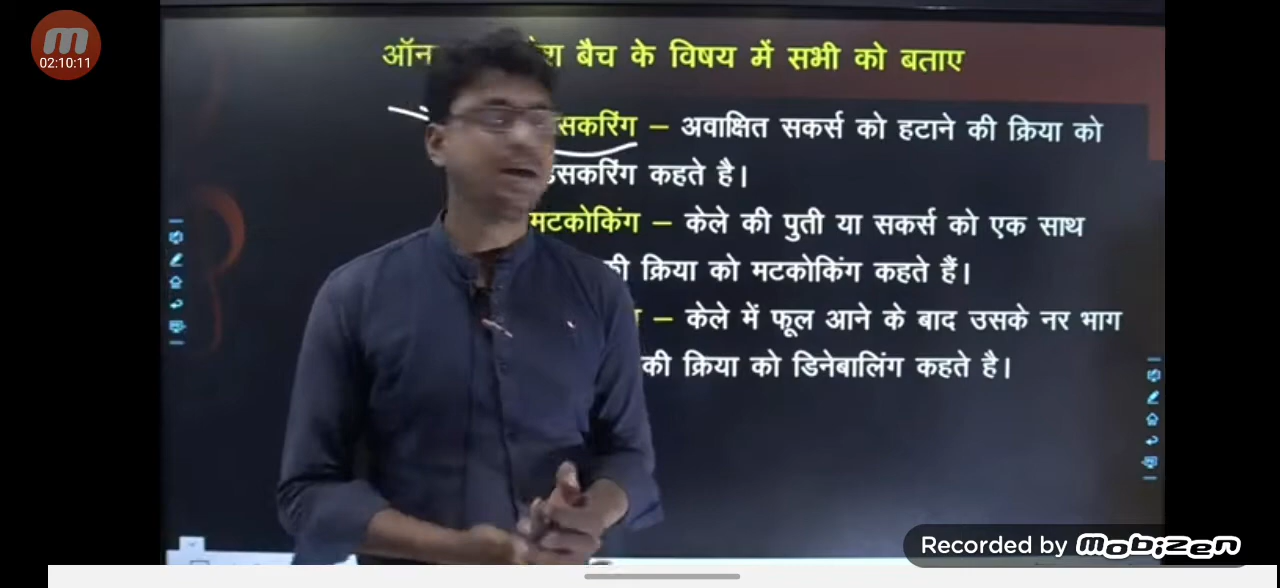 02:10:11
बैच के विषय में सभी को बताए
सकरिंग – अवाक्षित सकर्स को हटाने की क्रिया को
डिसकरिंग कहते है।
मटकोकिंग – केले की पुती या सकर्स को एक साथ
की क्रिया को मटकोकिंग कहते हैं।
– केले में फूल आने के बाद उसके नर भाग
की क्रिया को डिनेबालिंग कहते है।
Recorded by mobizen